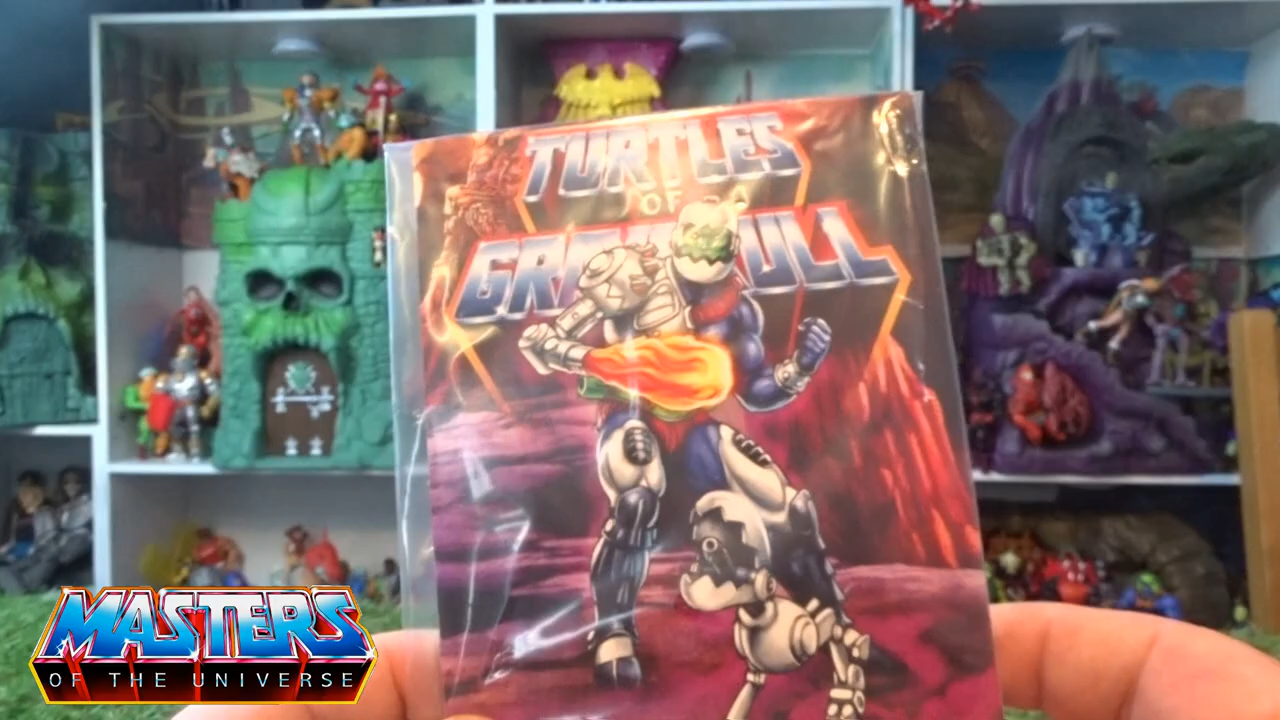 TURTLES
OF
GRAYSKULL
MASTERS
OF THE UNIVERSE